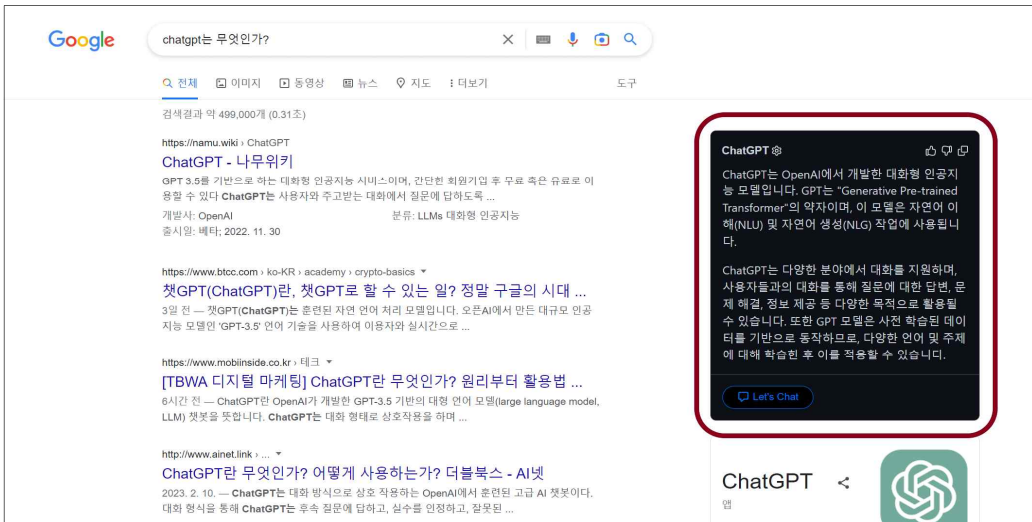 Google
chatgpt는 무엇인가?
전체 이미지 동영상 뉴스 지도 더보기 도구
검색결과 약 499,000개 (0.31초)
https://namu.wiki › ChatGPT
ChatGPT - 나무위키
GPT 3.5를 기반으로 하는 대화형 인공지능 서비스이며, 간단한 회원기입 후 무료 혹은 유료로 이
용할 수 있다 ChatGPT는 사용자와 주고받는 대화에서 질문에 답하도록 ...
개발사: OpenAI 분류: LLMs 대화형 인공지능
출시일: 베타; 2022. 11. 30
https://www.btcc.com › ko-KR › academy › crypto-basics
챗GPT(ChatGPT)란, 챗GPT로 할 수 있는 일? 정말 구글의 시대 ...
3일 전 — 챗GPT(ChatGPT)는 훈련된 자연 언어 처리 모델입니다. 오픈AI에서 만든 대규모 인공
지능 모델인 'GPT-3.5' 언어 기술을 사용하여 이용자와 실시간으로 ...
https://www.mobiinside.co.kr › 테크
[TBWA 디지털 마케팅] ChatGPT란 무엇인가? 원리부터 활용법 ...
6시간 전 — ChatGPT란 OpenAI가 개발한 GPT-3.5 기반의 대형 언어 모델(large language model,
LLM) 챗봇을 뜻합니다. ChatGPT는 대화 형태로 상호작용을 하며 ...
http://www.ainet.link › ...
ChatGPT란 무엇인가? 어떻게 사용하는가? 더블북스 - AI넷
2023. 2. 10. — ChatGPT는 대화 방식으로 상호 작용하는 OpenAI에서 훈련된 고급 AI 챗봇이다.
대화 형식을 통해 ChatGPT는 후속 질문에 답하고, 실수를 인정하고, 잘못된 ...
ChatGPT
ChatGPT는 OpenAI에서 개발한 대화형 인공지
능 모델입니다. GPT는 "Generative Pre-trained
Transformer"의 약자이며, 이 모델은 자연어 이
해(NLU) 및 자연어 생성(NLG) 작업에 사용됩니
다.
ChatGPT는 다양한 분야에서 대화를 지원하며,
사용자들과의 대화를 통해 질문에 대한 답변, 문
제 해결, 정보 제공 등 다양한 목적으로 활용될
수 있습니다. 또한 GPT 모델은 사전 학습된 데이
터를 기반으로 동작하므로, 다양한 언어 및 주제
에 대해 학습힌 후 이를 적용할 수 있습니다.
Let's Chat
ChatGPT
앱